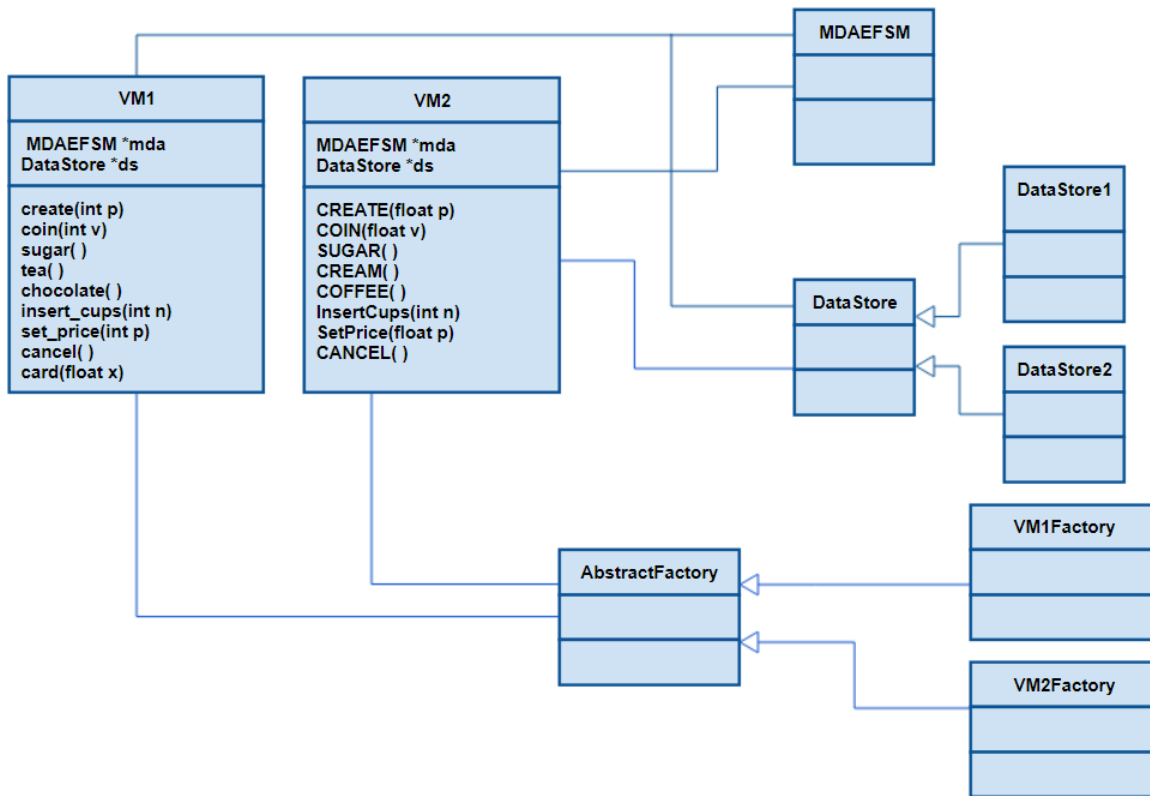 MDAEFSM
VM1
MDAEFSM *mda
DataStore *ds
create(int p)
coin(int v)
sugar( )
tea( )
chocolate( )
insert_cups(int n)
set_price(int p)
cancel( )
card(float x)
VM2
MDAEFSM *mda
DataStore *ds
CREATE(float p)
COIN(float v)
SUGAR( )
CREAM( )
COFFEE( )
InsertCups(int n)
SetPrice(float p)
CANCEL( )
DataStore1
DataStore
DataStore2
VM1Factory
AbstractFactory
VM2Factory